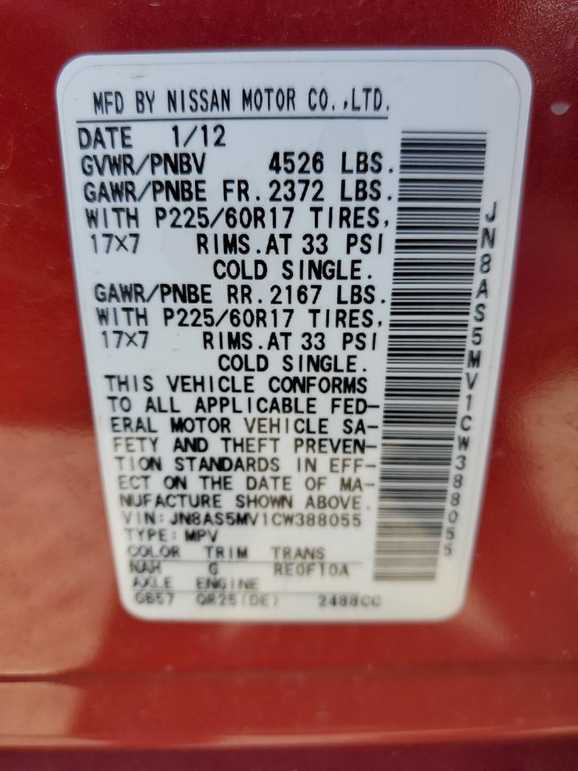 MFD BY NISSAN MOTOR CO.,LTD.
DATE 1/12
GVWR/PNBV 4526 LBS.
GAWR/PNBE FR.2372 LBS.
WITH P225/60R17 TIRES,
17X7 RIMS.AT 33 PSI
COLD SINGLE.
GAWR/PNBE RR.2167 LBS.
WITH P225/60R17 TIRES,
17X7 RIMS.AT 33 PSI
COLD SINGLE.
THIS VEHICLE CONFORMS
TO ALL APPLICABLE FED-
ERAL MOTOR VEHICLE SA-
FETY AND THEFT PREVEN-
TION STANDARDS IN EFF-
ECT ON THE DATE OF MA-
NUFACTURE SHOWN ABOVE.
VIN:JN8AS5MV1CW388055
TYPE:MPV
COLOR TRIM TRANS
NAH G RE0F10A
AXLE ENGINE
GB57 QR25(DE) 2488CC
JN8AS5MV1CW388055